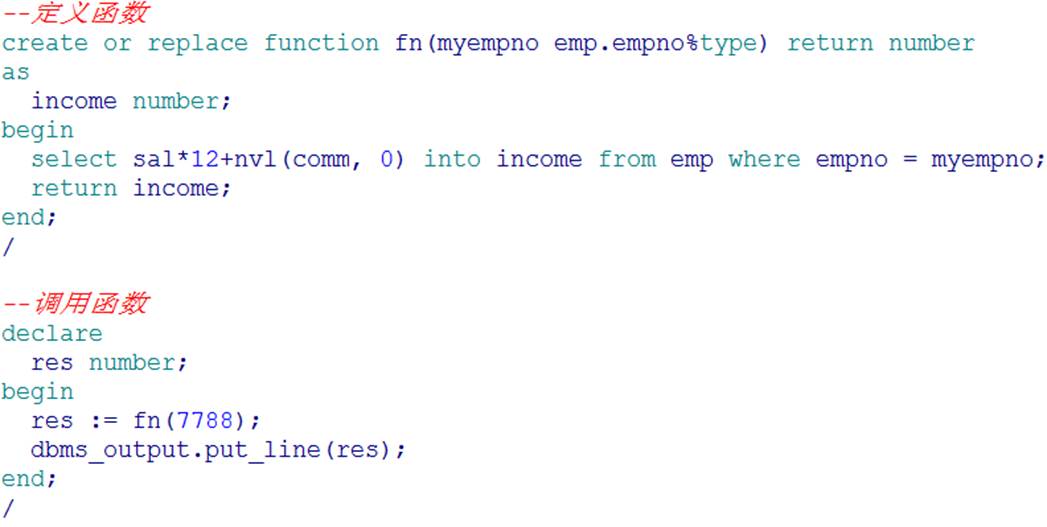 --定义函数
create or replace function fn(myempno emp.empno%type) return number
as
  income number;
begin
  select sal*12+nvl(comm, 0) into income from emp where empno = myempno;
  return income;
end;
/
--调用函数
declare
  res number;
begin
  res := fn(7788);
  dbms_output.put_line(res);
end;
/